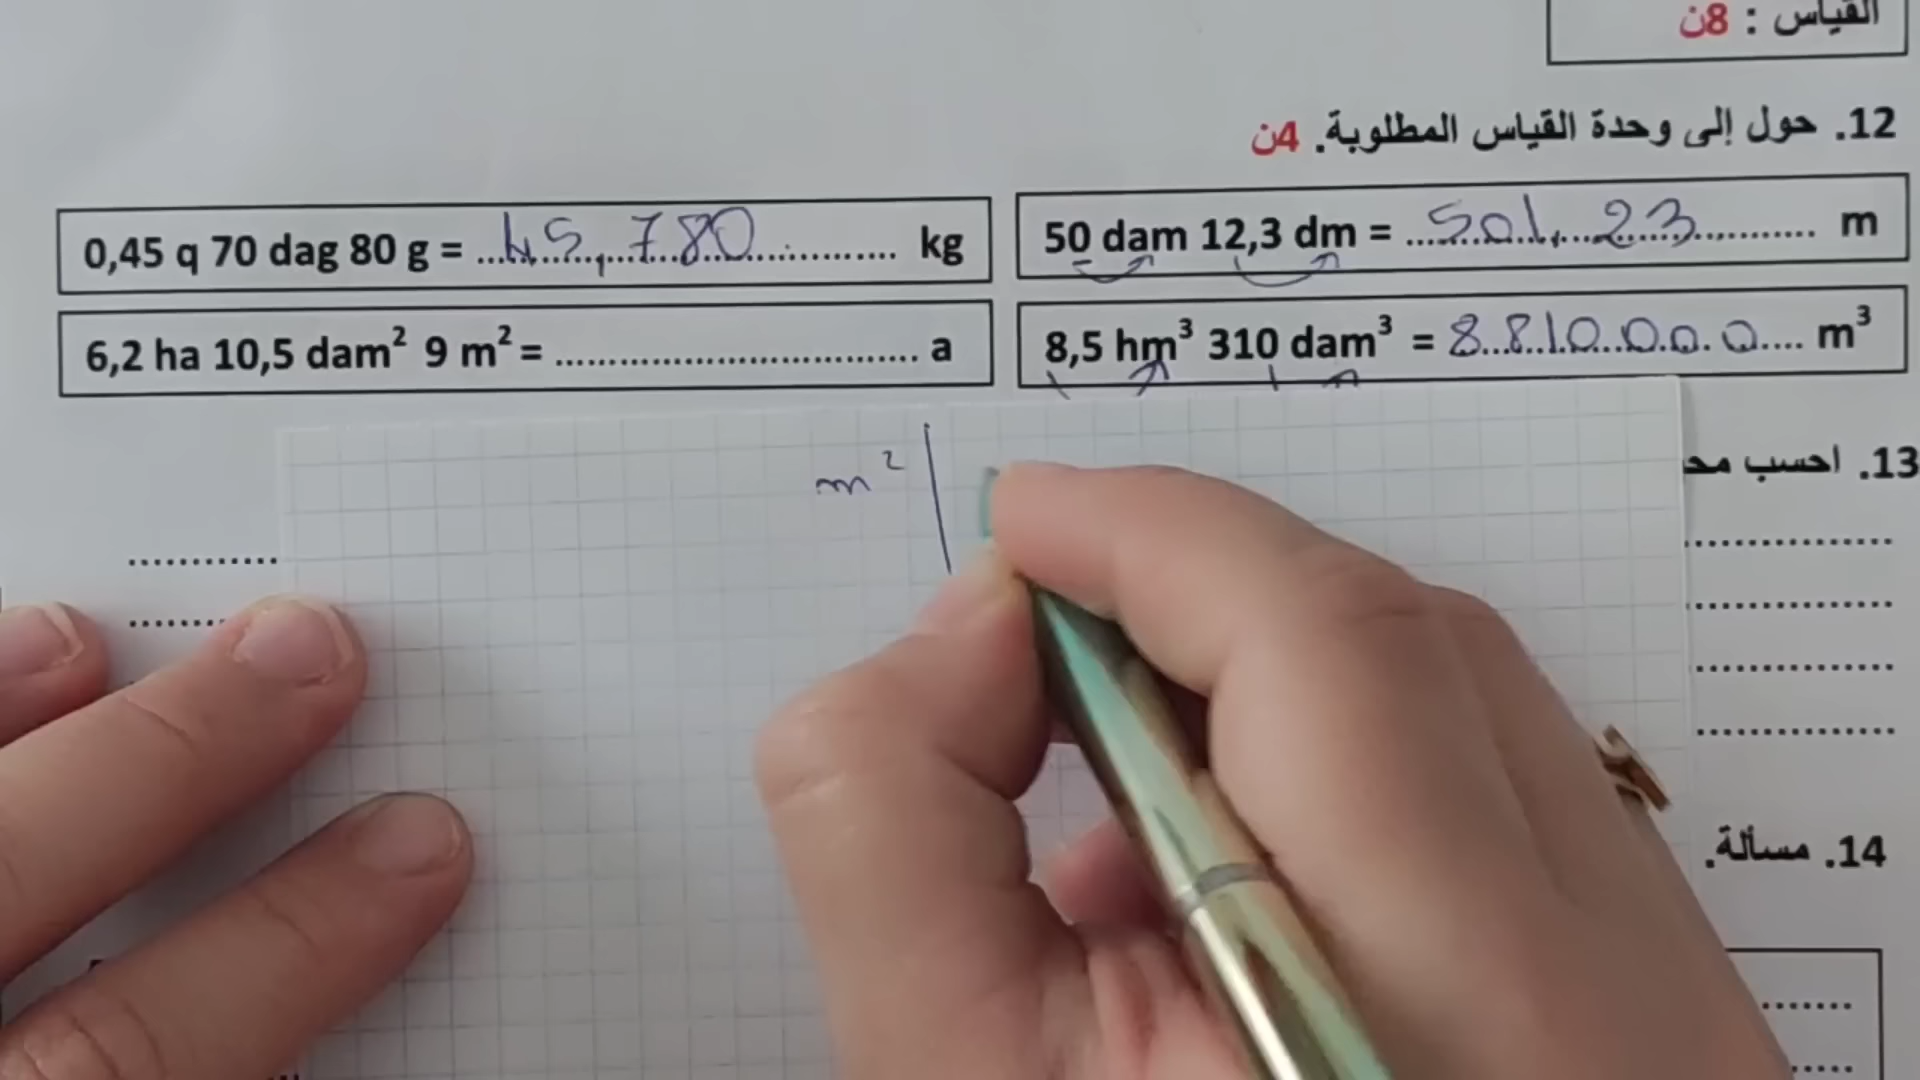 القياس : 8ن
12. حول إلى وحدة القياس المطلوبة. 4ن
0,45 q 70 dag 80 g = 45,780 kg
50 dam 12,3 dm = 501,23 m
6,2 ha 10,5 dam² 9 m² = .............................. a
8,5 hm³ 310 dam³ = 8810000 m³
m²
13. احسب مح
14. مسألة.